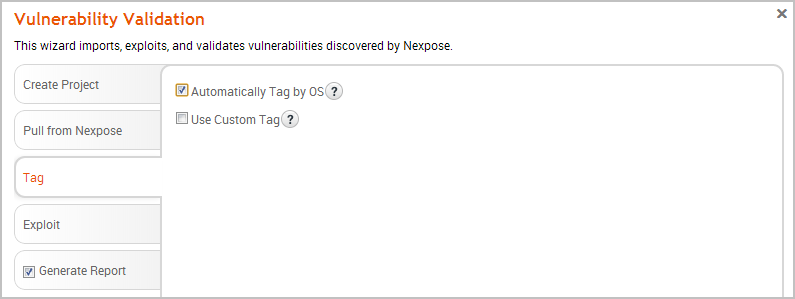 Vulnerability Validation
This wizard imports, exploits, and validates vulnerabilities discovered by Nexpose.
Create Project
Pull from Nexpose
Tag
Exploit
Generate Report
Automatically Tag by OS ?
Use Custom Tag ?